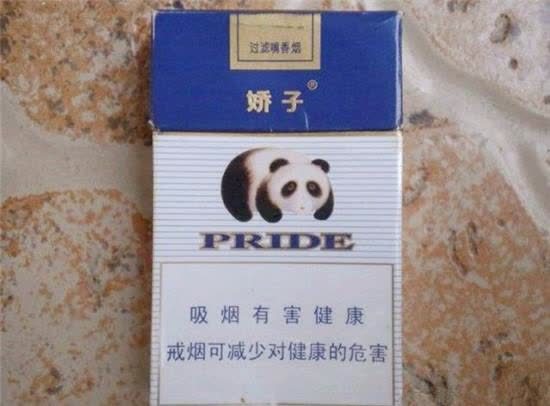 过滤嘴香烟
娇子®
PRIDE
吸烟有害健康
戒烟可减少对健康的危害